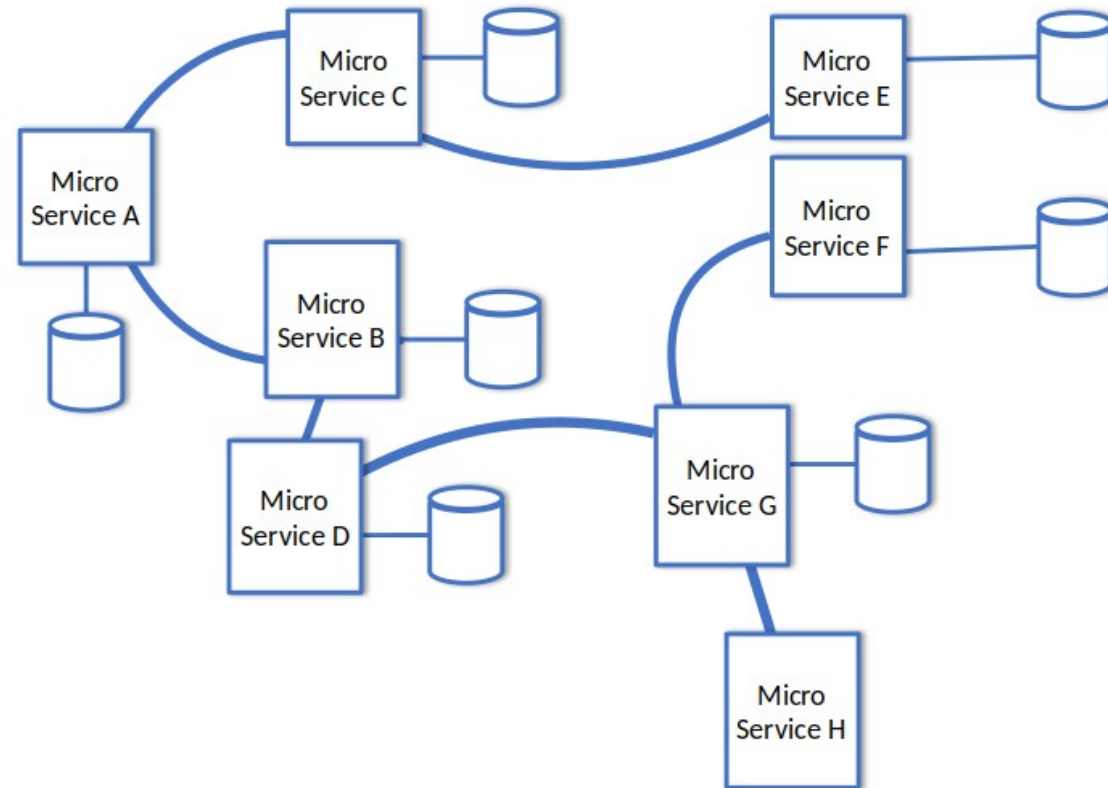 Micro
Service C
Micro
Service E
Micro
Service A
Micro
Service F
Micro
Service B
Micro
Service D
Micro
Service G
Micro
Service H